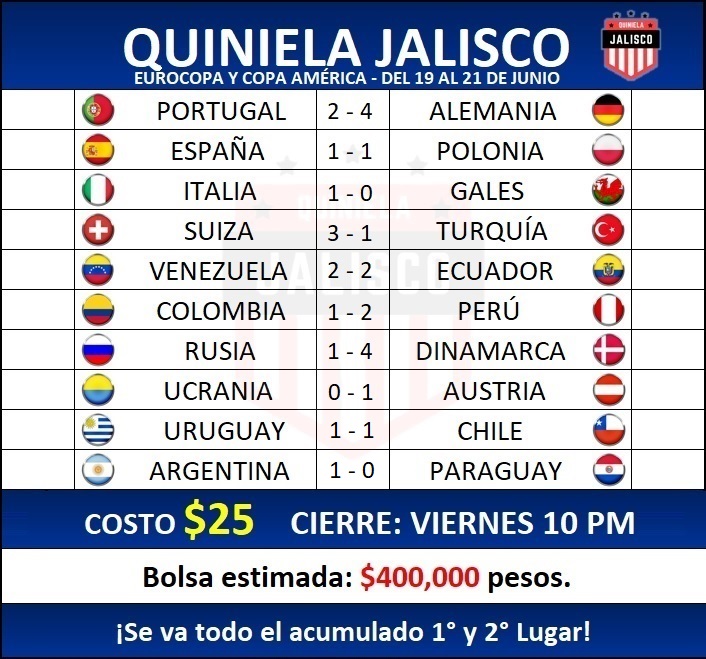 QUINIELA JALISCO
QUINIELA
JALISCO
EUROCOPA Y COPA AMÉRICA - DEL 19 AL 21 DE JUNIO
PORTUGAL 2 - 4 ALEMANIA
ESPAÑA 1 - 1 POLONIA
ITALIA 1 - 0 GALES
SUIZA 3 - 1 TURQUÍA
VENEZUELA 2 - 2 ECUADOR
COLOMBIA 1 - 2 PERÚ
RUSIA 1 - 4 DINAMARCA
UCRANIA 0 - 1 AUSTRIA
URUGUAY 1 - 1 CHILE
ARGENTINA 1 - 0 PARAGUAY
QUINIELA
JALISCO
COSTO $25 CIERRE: VIERNES 10 PM
Bolsa estimada: $400,000 pesos.
¡Se va todo el acumulado 1° y 2° Lugar!